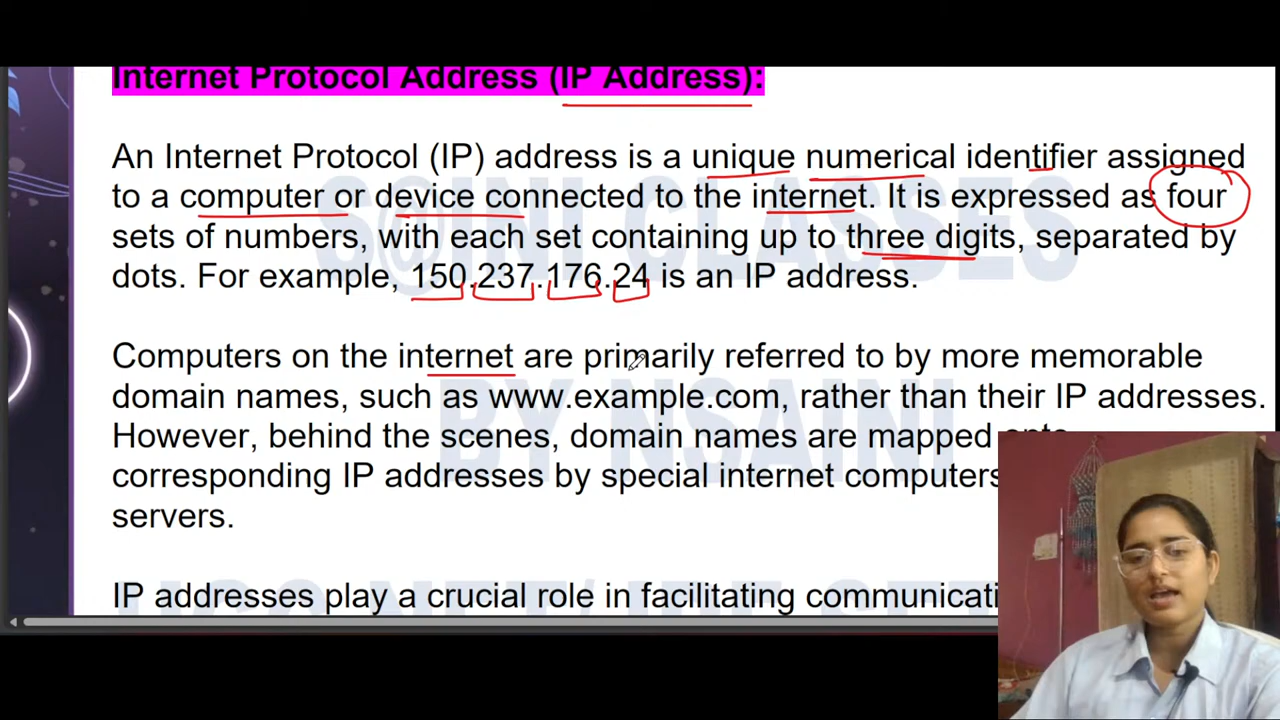 Internet Protocol Address (IP Address):
An Internet Protocol (IP) address is a unique numerical identifier assigned
to a computer or device connected to the internet. It is expressed as four
sets of numbers, with each set containing up to three digits, separated by
dots. For example, 150.237.176.24 is an IP address.
Computers on the internet are primarily referred to by more memorable
domain names, such as www.example.com, rather than their IP addresses.
However, behind the scenes, domain names are mapped
corresponding IP addresses by special internet computers
servers.
IP addresses play a crucial role in facilitating
S@INI CLASSES
BY NSAINI